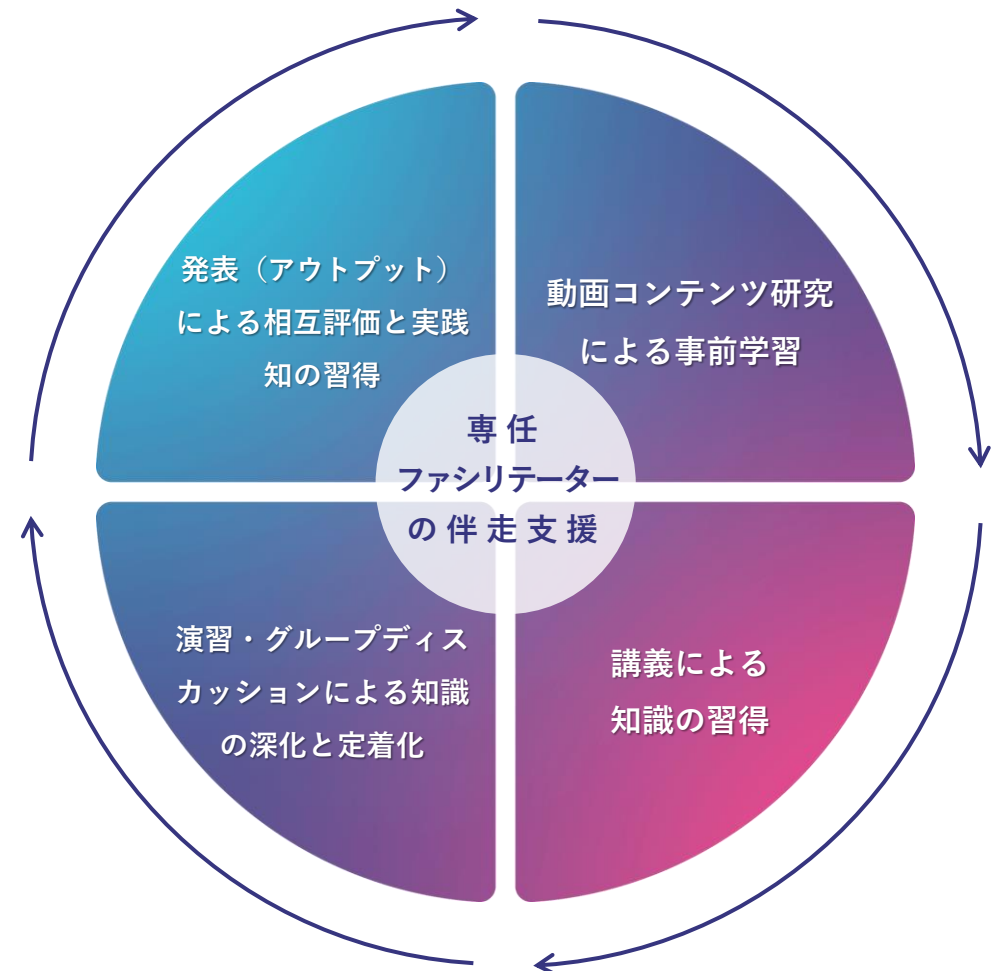 発表（アウトプット）
による相互評価と実践
知の習得
動画コンテンツ研究
による事前学習
専任
ファシリテーター
の伴走支援
演習・グループディス
カッションによる知識
の深化と定着化
講義による
知識の習得